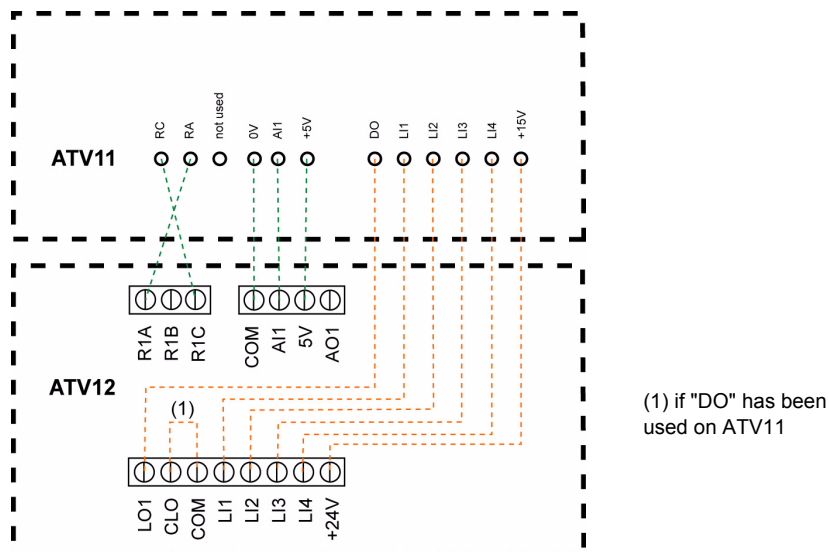 RC RA not used 0V AI1 +5V DO LI1 LI2 LI3 LI4 +15V
ATV11
R1A R1B R1C COM AI1 5V AO1
ATV12
(1)
(1) if "DO" has been
used on ATV11
LO1 CLO COM LI1 LI2 LI3 LI4 +24V